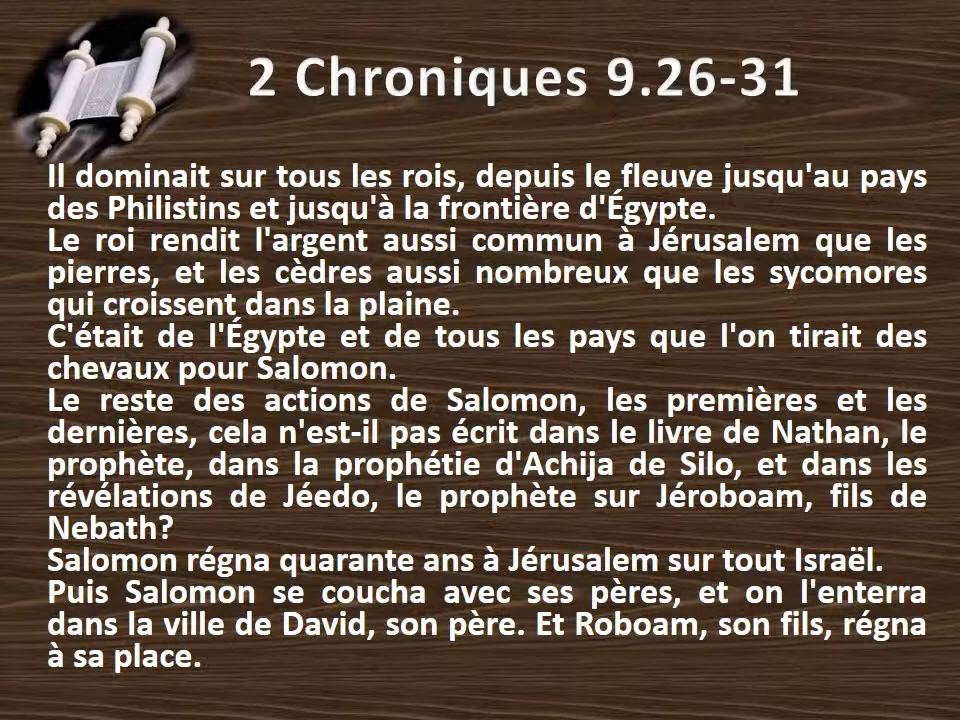 2 Chroniques 9.26-31
Il dominait sur tous les rois, depuis le fleuve jusqu'au pays
des Philistins et jusqu'à la frontière d'Égypte.
Le roi rendit l'argent aussi commun à Jérusalem que les
pierres, et les cèdres aussi nombreux que les sycomores
qui croissent dans la plaine.
C'était de l'Égypte et de tous les pays que l'on tirait des
chevaux pour Salomon.
Le reste des actions de Salomon, les premières et les
dernières, cela n'est-il pas écrit dans le livre de Nathan, le
prophète, dans la prophétie d'Achija de Silo, et dans les
révélations de Jéedo, le prophète sur Jéroboam, fils de
Nebath?
Salomon régna quarante ans à Jérusalem sur tout Israël.
Puis Salomon se coucha avec ses pères, et on l'enterra
dans la ville de David, son père. Et Roboam, son fils, régna
à sa place.